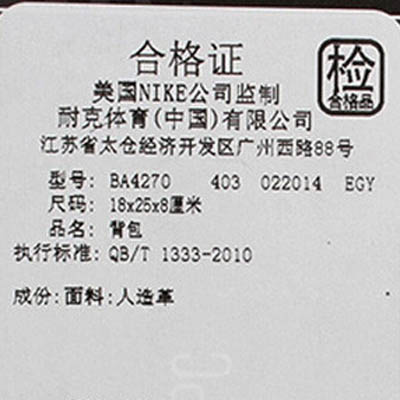 合格证
检
合格品
美国NIKE公司监制
耐克体育(中国)有限公司
江苏省太仓经济开发区广州西路88号
型号: BA4270 403 022014 EGY
尺码: 18x25x8厘米
品名: 背包
执行标准: QB/T 1333-2010
成份: 面料: 人造革